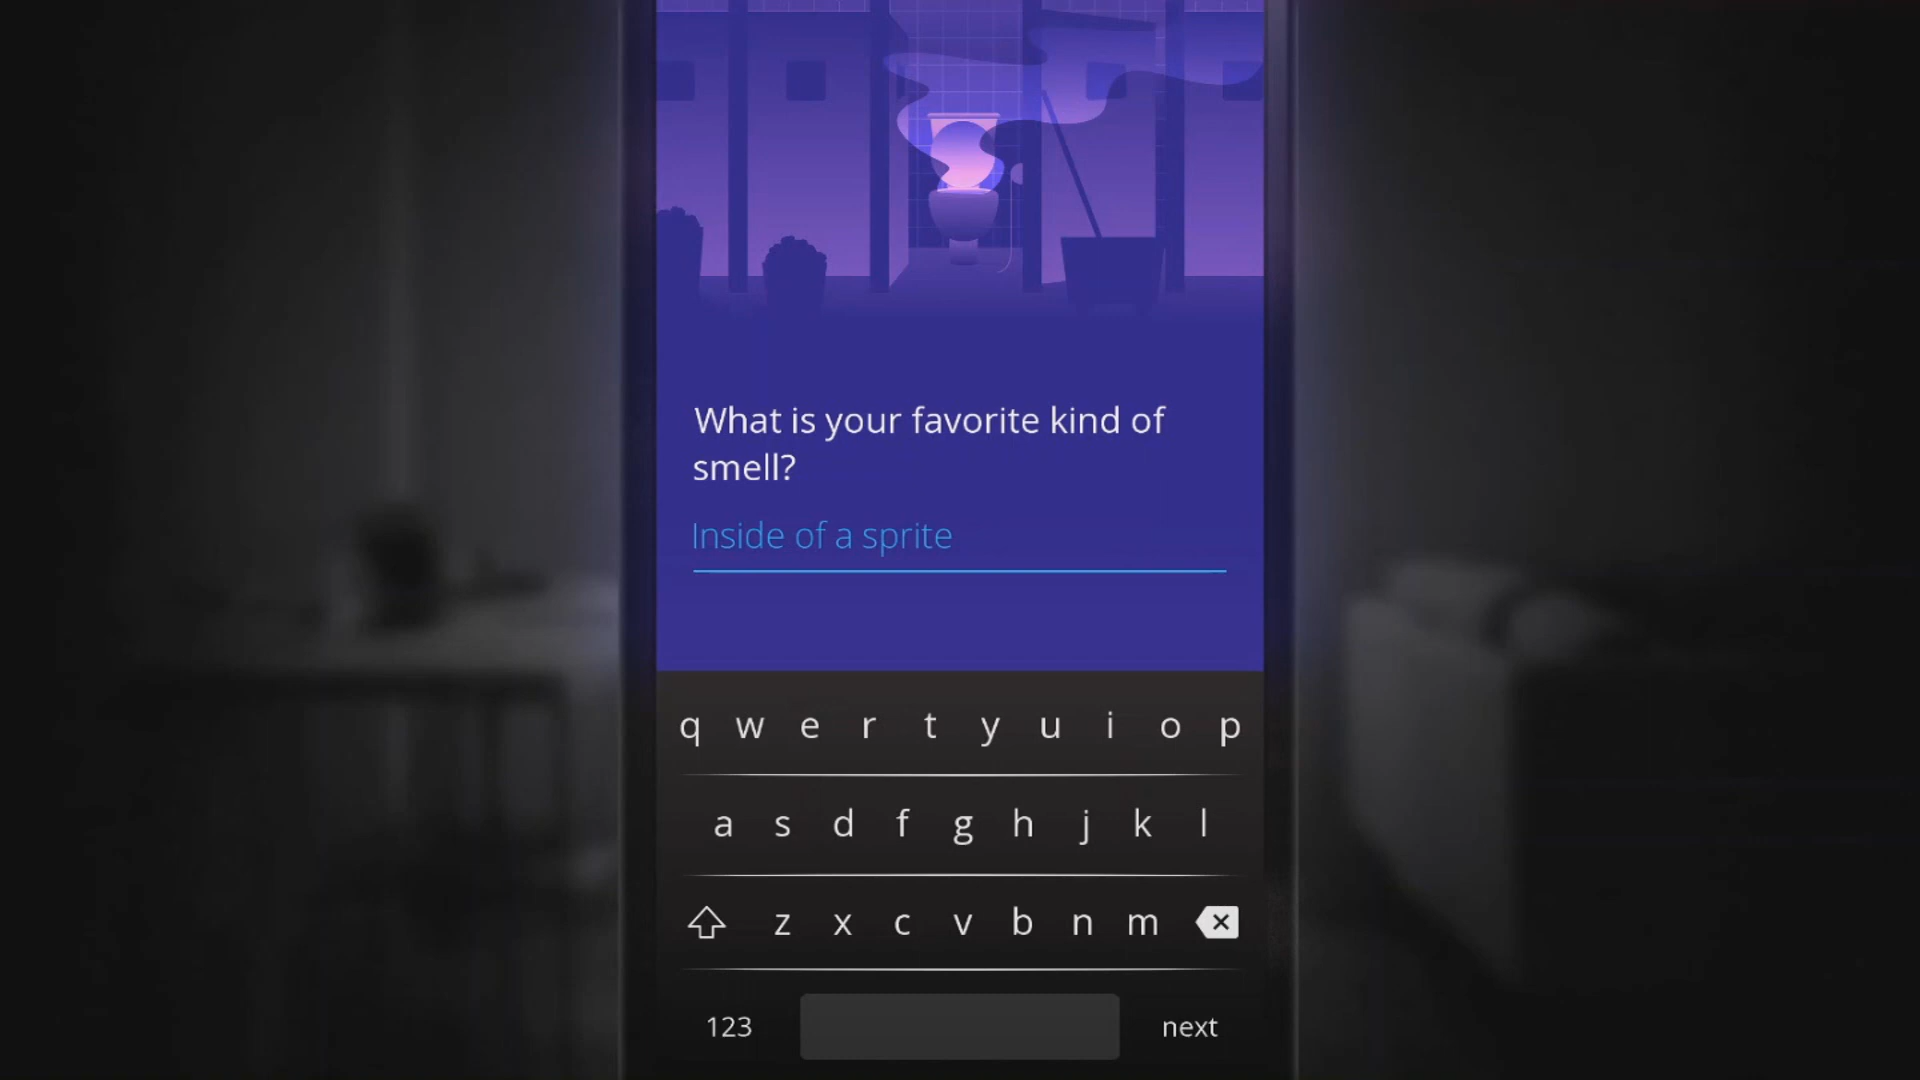 What is your favorite kind of
smell?
Inside of a sprite
q w e r t y u i o p
a s d f g h j k l
z x c v b n m
123 next